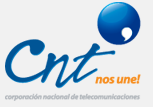 Cnt
nos une!
corporación nacional de telecomunicaciones